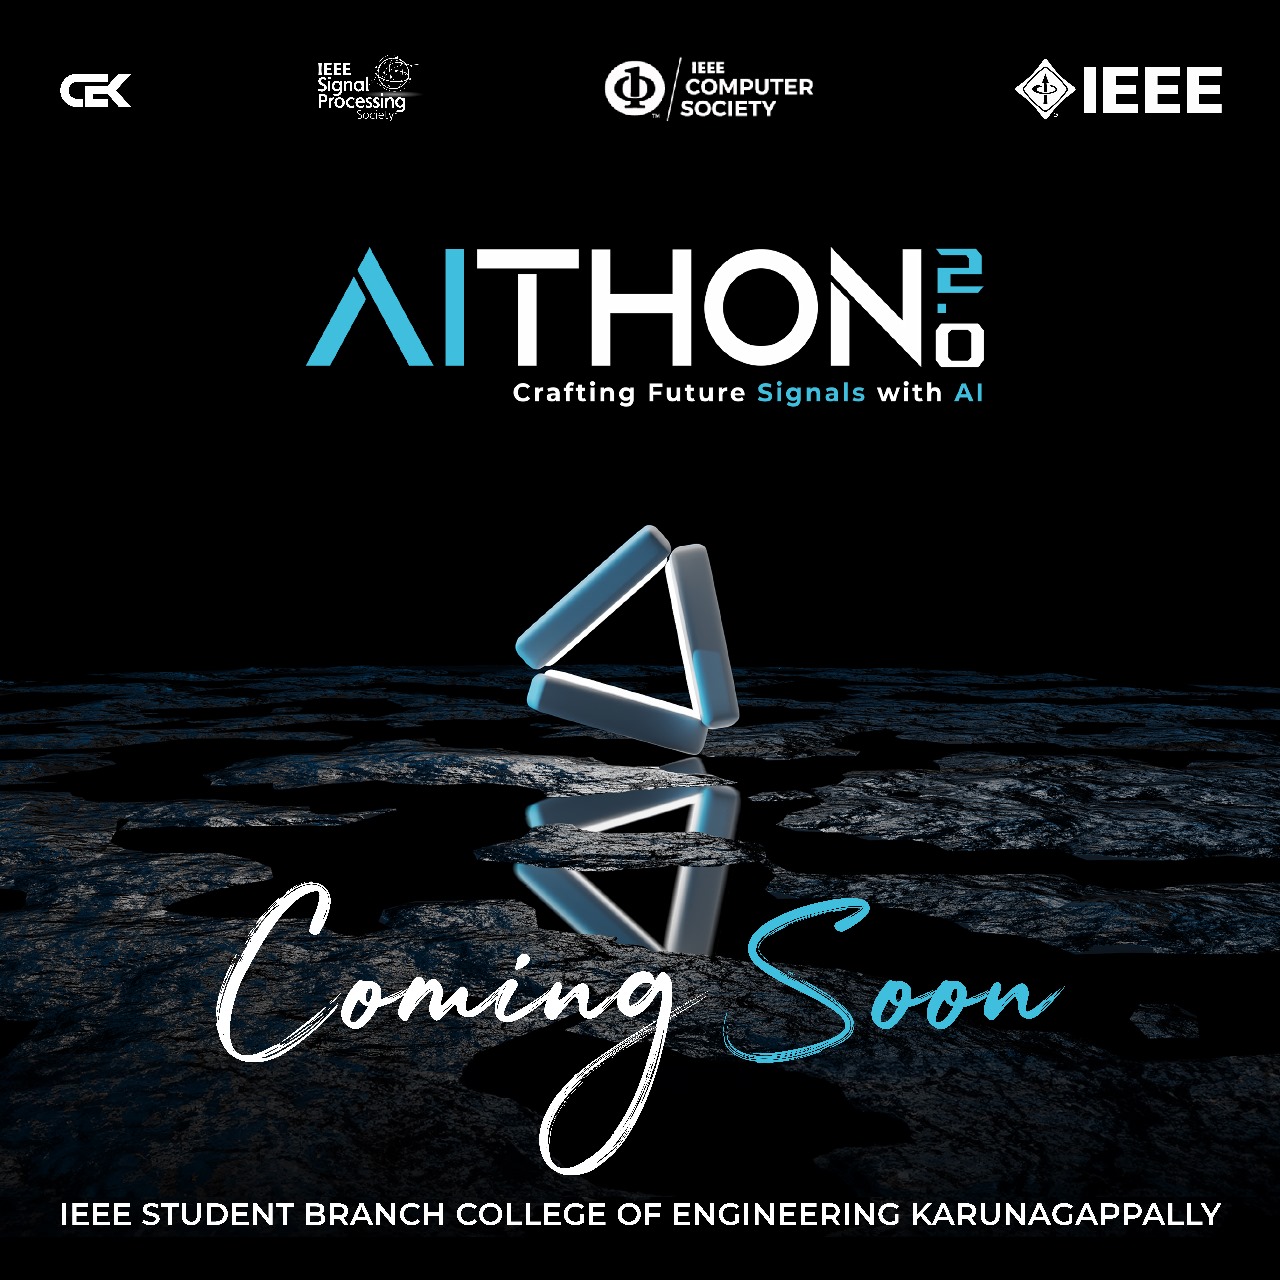 CEK
IEEE
Signal
Processing
Society
IEEE
COMPUTER
SOCIETY
IEEE
AITHON 2.0
Crafting Future Signals with AI
Coming Soon
IEEE STUDENT BRANCH COLLEGE OF ENGINEERING KARUNAGAPPALLY